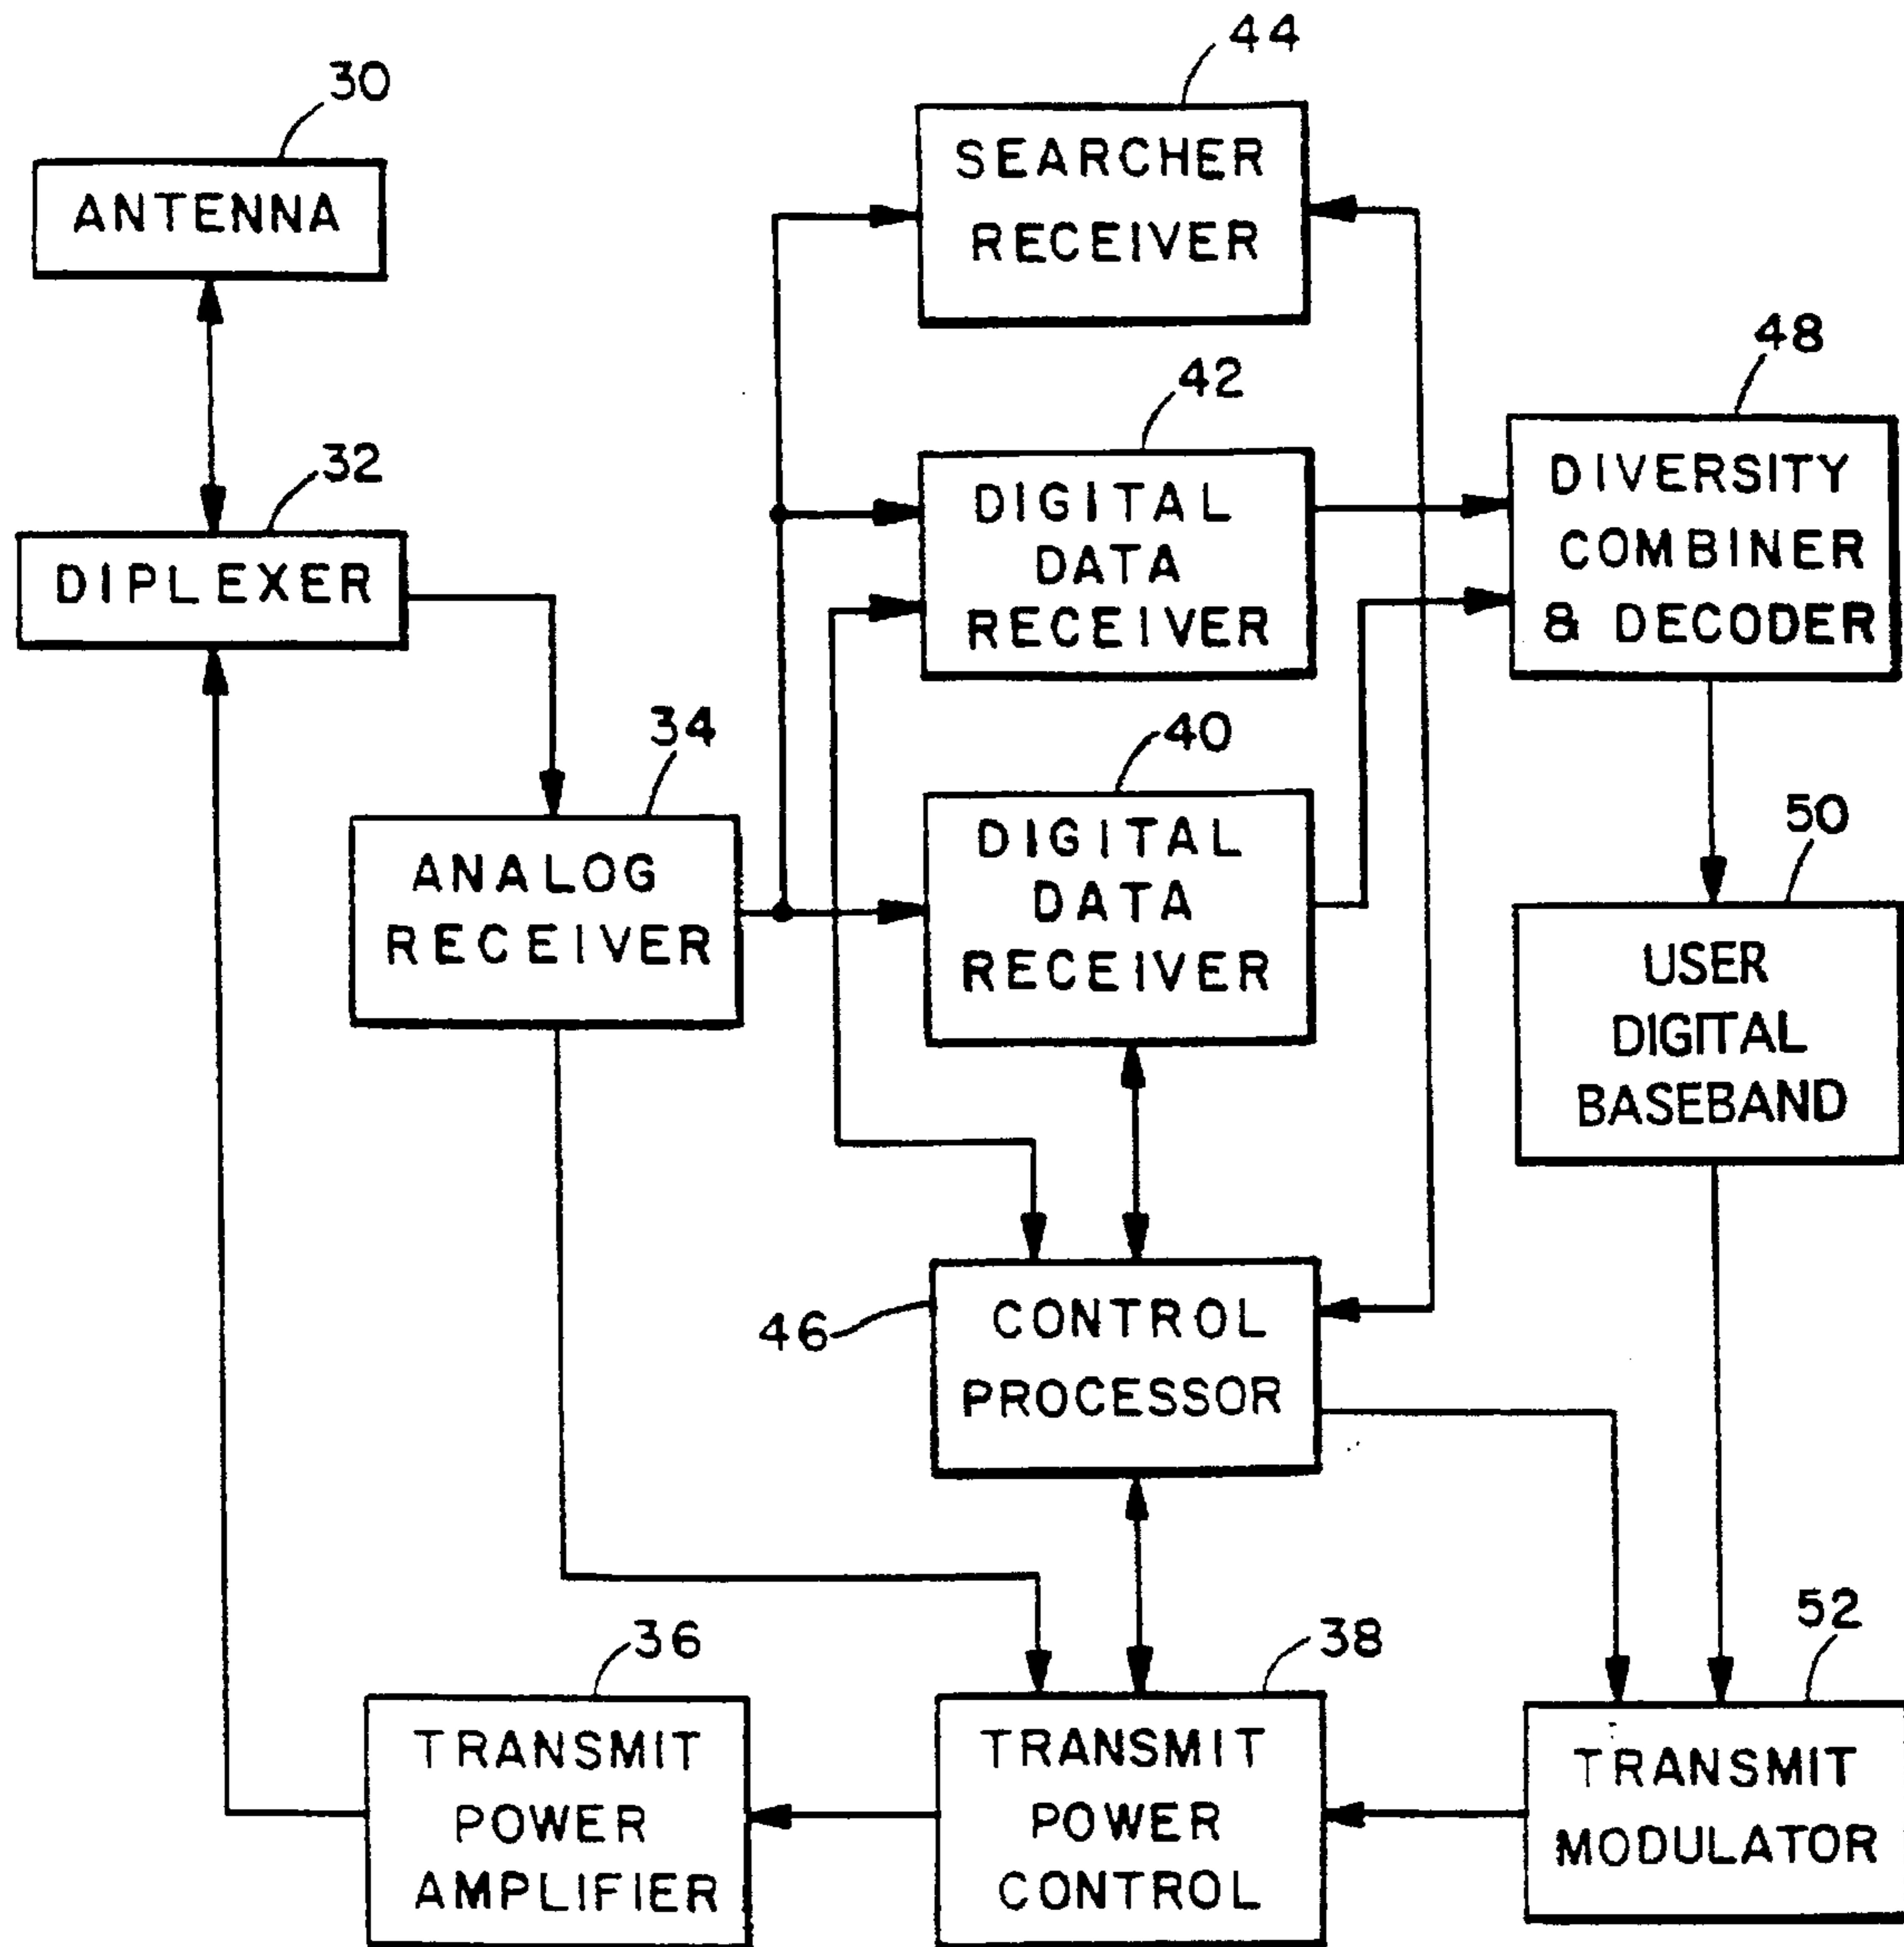 44
SEARCHER
RECEIVER
30
ANTENNA
42
DIGITAL
DATA
RECEIVER
48
DIVERSITY
COMBINER
& DECODER
32
DIPLEXER
34
ANALOG
RECEIVER
40
DIGITAL
DATA
RECEIVER
50
USER
DIGITAL
BASEBAND
46
CONTROL
PROCESSOR
36
TRANSMIT
POWER
AMPLIFIER
38
TRANSMIT
POWER
CONTROL
52
TRANSMIT
MODULATOR